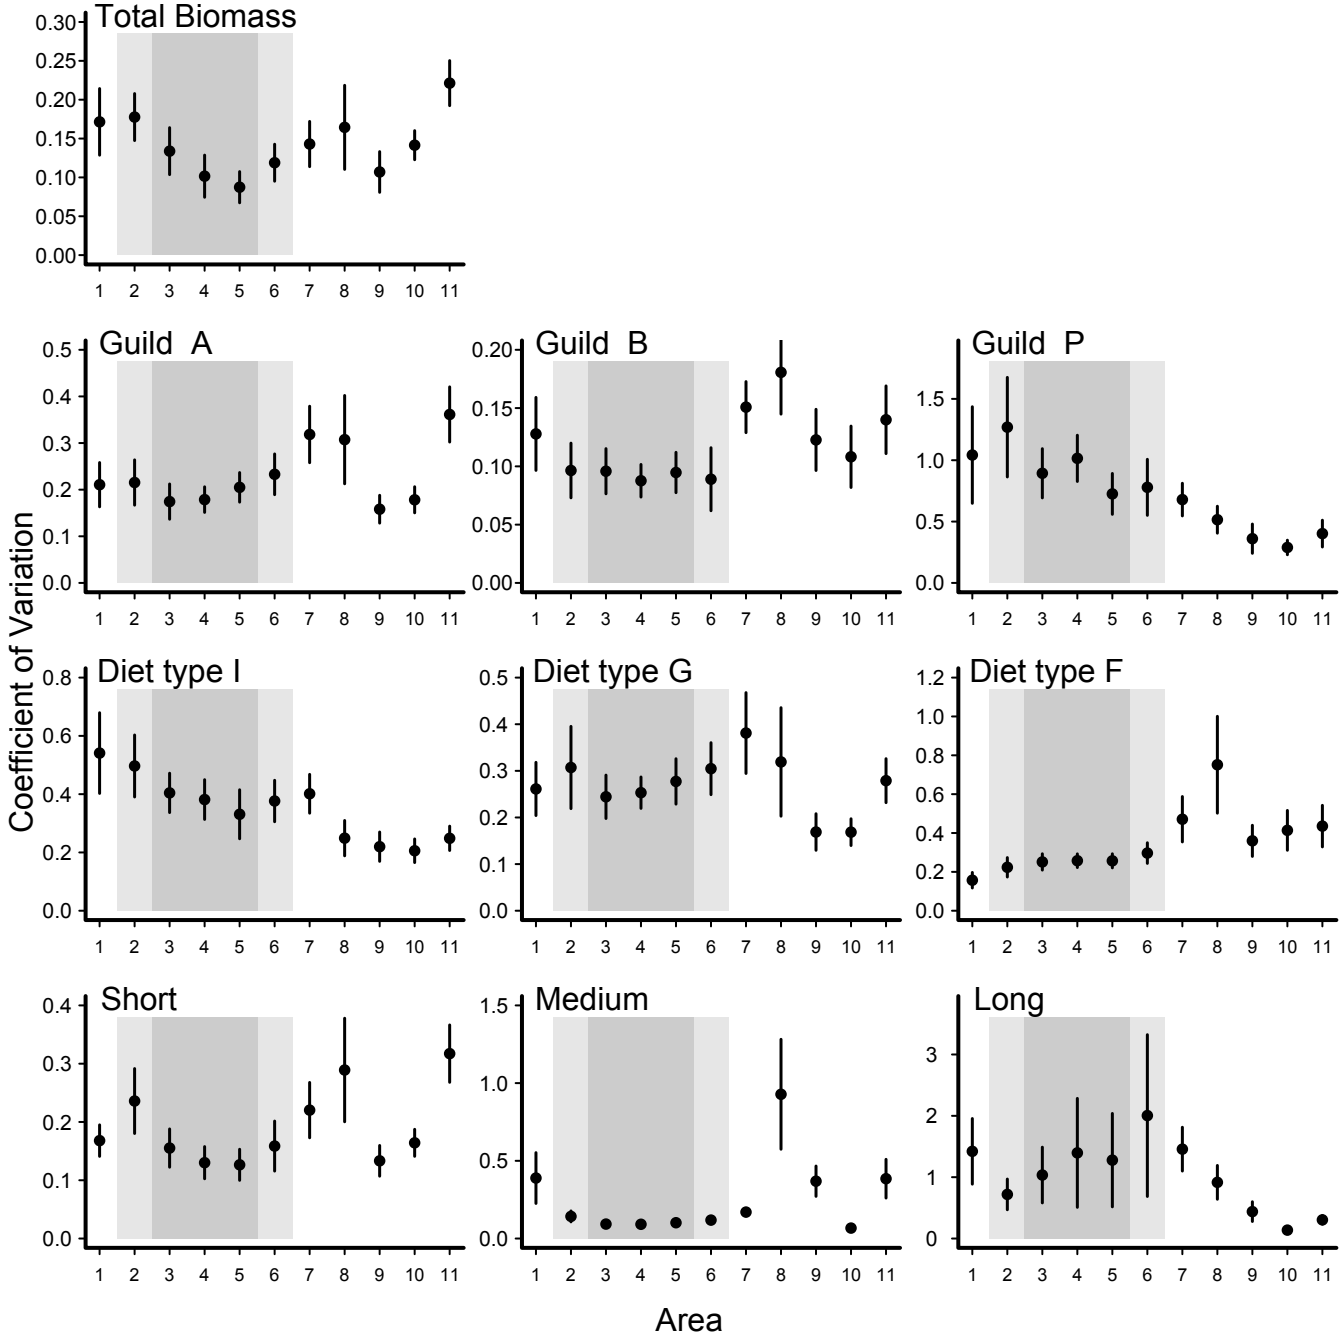 Total Biomass
0.30
0.25
0.20
0.15
0.10
0.05
0.00
1 2 3 4 5 6 7 8 9 10 11
Guild A
0.5
0.4
0.3
0.2
0.1
0.0
1 2 3 4 5 6 7 8 9 10 11
Guild B
0.20
0.15
0.10
0.05
0.00
1 2 3 4 5 6 7 8 9 10 11
Guild P
1.5
1.0
0.5
0.0
1 2 3 4 5 6 7 8 9 10 11
Coefficient of Variation
Diet type I
0.8
0.6
0.4
0.2
0.0
1 2 3 4 5 6 7 8 9 10 11
Diet type G
0.5
0.4
0.3
0.2
0.1
0.0
1 2 3 4 5 6 7 8 9 10 11
Diet type F
1.2
1.0
0.8
0.6
0.4
0.2
0.0
1 2 3 4 5 6 7 8 9 10 11
Short
0.4
0.3
0.2
0.1
0.0
1 2 3 4 5 6 7 8 9 10 11
Medium
1.5
1.0
0.5
0.0
1 2 3 4 5 6 7 8 9 10 11
Long
3
2
1
0
1 2 3 4 5 6 7 8 9 10 11
Area